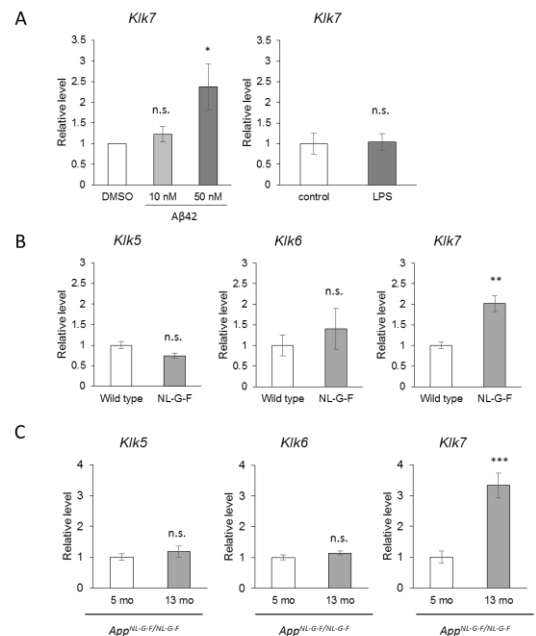 A
Klk7
Relative level
3.5
3
2.5
2
1.5
1
0.5
0
n.s.
*
DMSO 10 nM 50 nM
Aβ42
Klk7
Relative level
3.5
3
2.5
2
1.5
1
0.5
0
n.s.
control LPS
B
Klk5
Relative level
2.5
2
1.5
1
0.5
0
n.s.
Wild type NL-G-F
Klk6
Relative level
2.5
2
1.5
1
0.5
0
n.s.
Wild type NL-G-F
Klk7
Relative level
2.5
2
1.5
1
0.5
0
**
Wild type NL-G-F
C
Klk5
Relative level
4
3
2
1
0
n.s.
5 mo 13 mo
App^NL-G-F/NL-G-F
Klk6
Relative level
4
3
2
1
0
n.s.
5 mo 13 mo
App^NL-G-F/NL-G-F
Klk7
Relative level
4
3
2
1
0
***
5 mo 13 mo
App^NL-G-F/NL-G-F